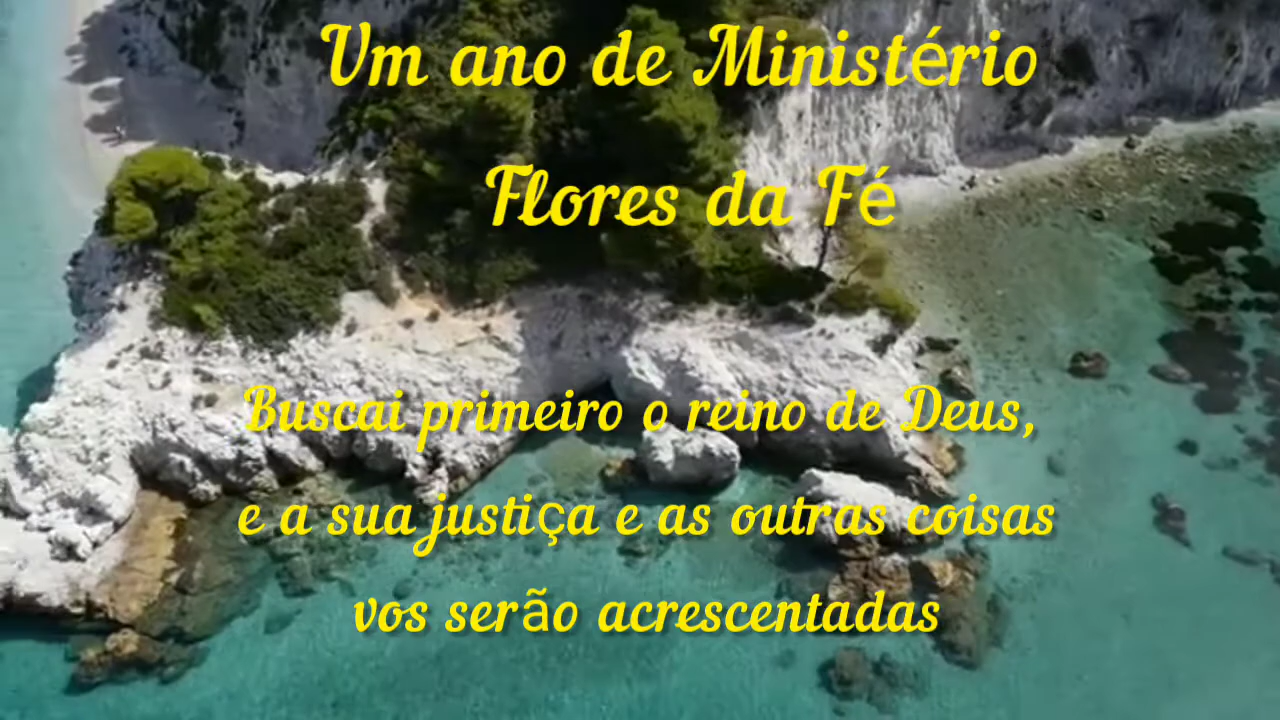 Um ano de Ministério
Flores da Fé
Buscai primeiro o reino de Deus,
e a sua justiça e as outras coisas
vos serão acrescentadas